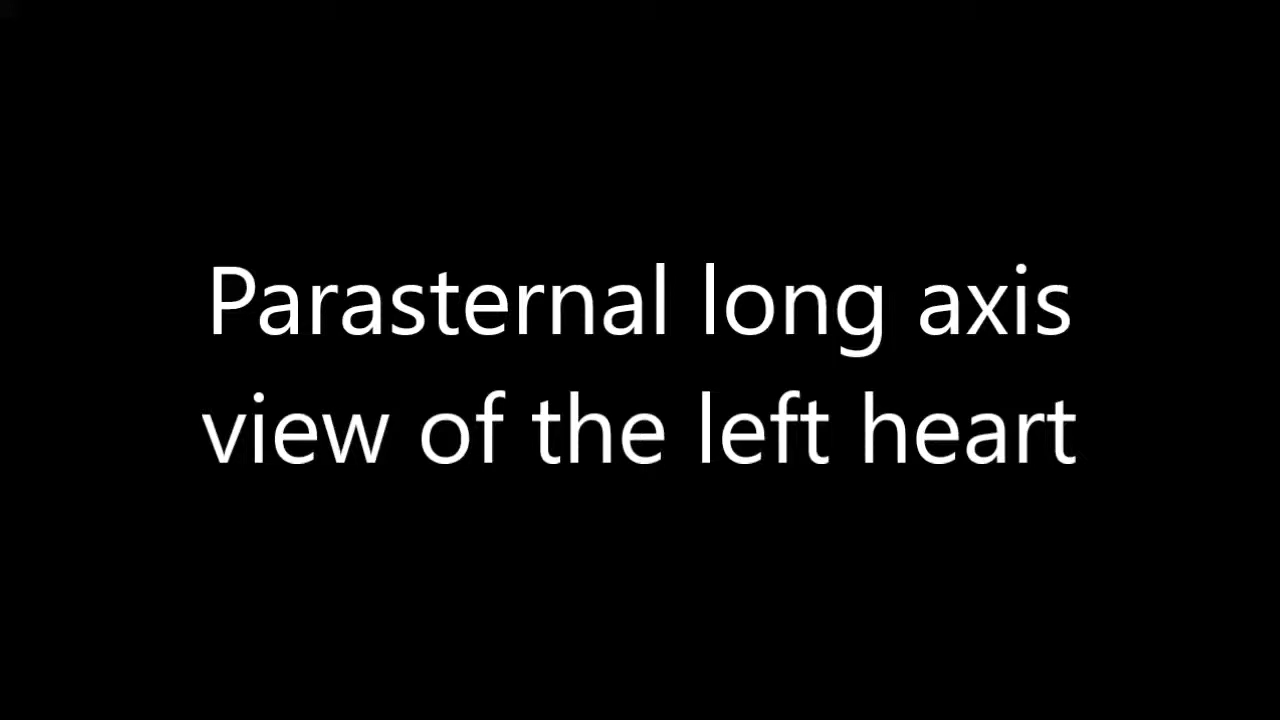 Parasternal long axis
view of the left heart